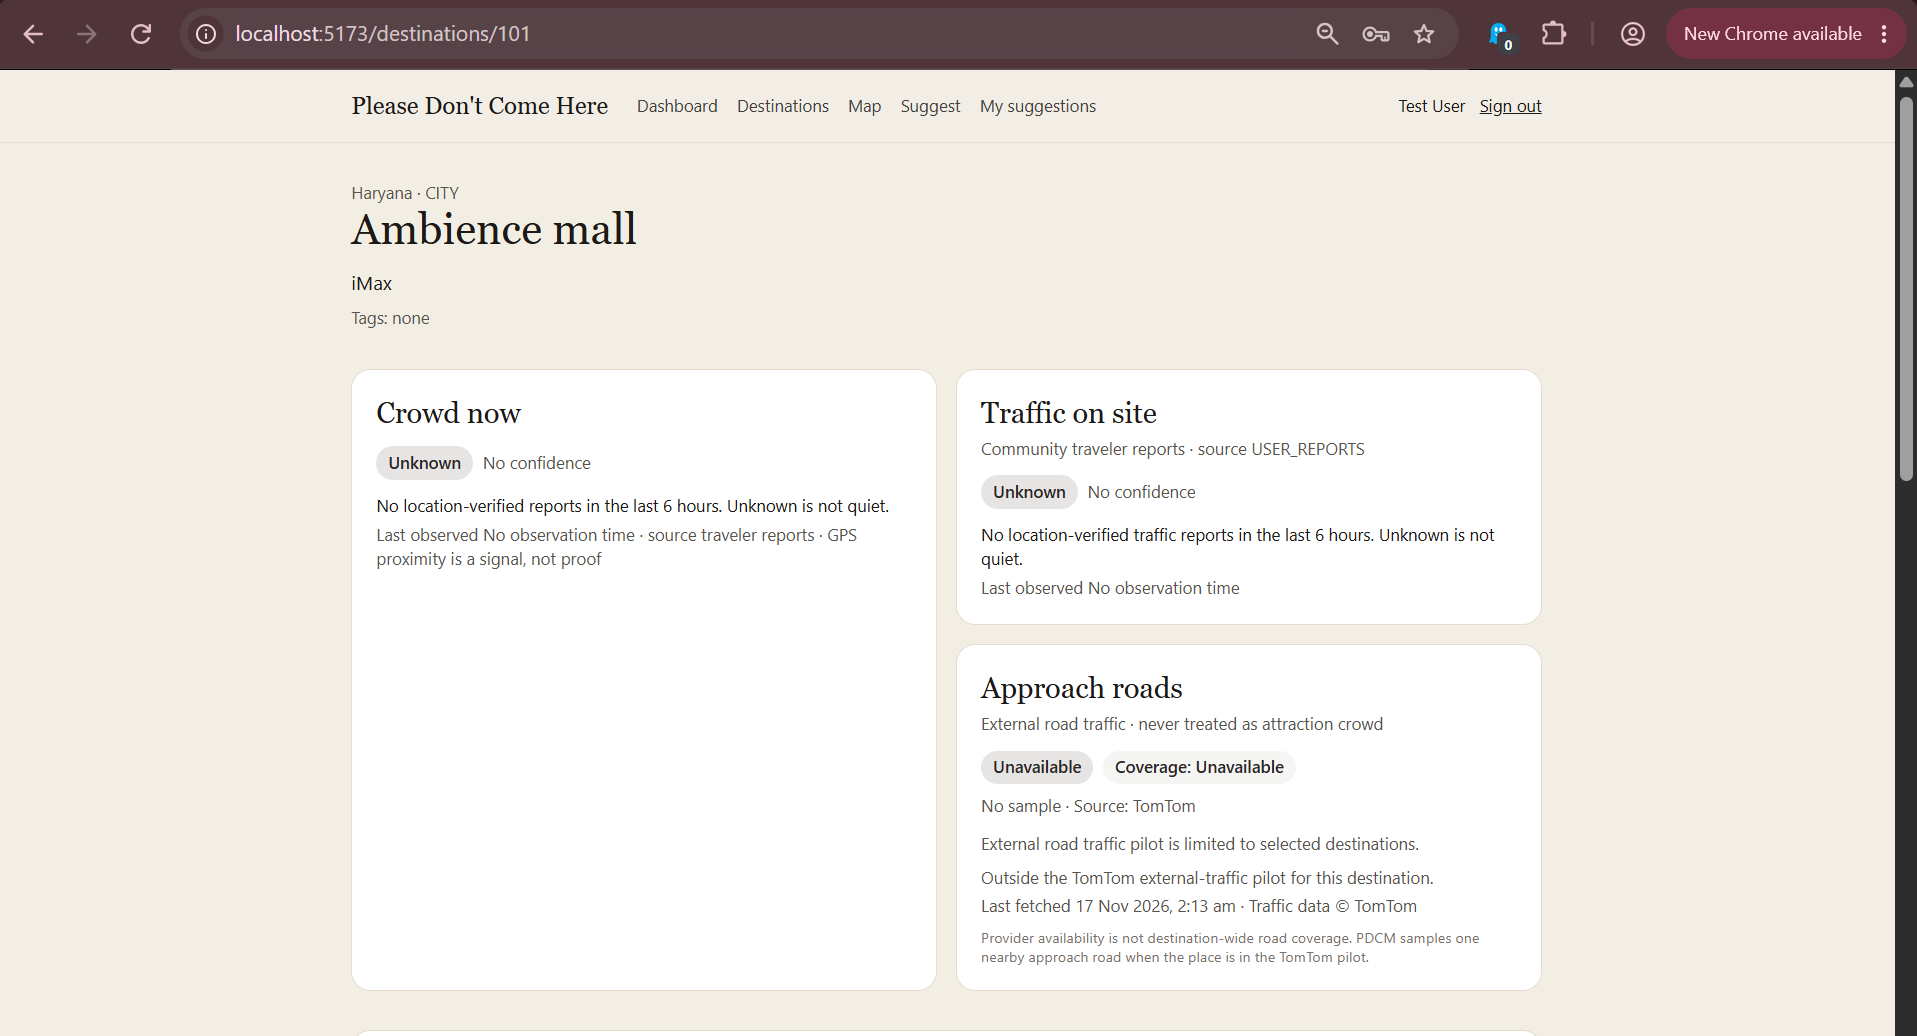 localhost:5173/destinations/101
0
New Chrome available
Please Don't Come Here
Dashboard
Destinations
Map
Suggest
My suggestions
Test User
Sign out
Haryana · CITY
Ambience mall
iMax
Tags: none
Crowd now
Unknown
No confidence
No location-verified reports in the last 6 hours. Unknown is not quiet.
Last observed No observation time · source traveler reports · GPS
proximity is a signal, not proof
Traffic on site
Community traveler reports · source USER_REPORTS
Unknown
No confidence
No location-verified traffic reports in the last 6 hours. Unknown is not
quiet.
Last observed No observation time
Approach roads
External road traffic · never treated as attraction crowd
Unavailable
Coverage: Unavailable
No sample · Source: TomTom
External road traffic pilot is limited to selected destinations.
Outside the TomTom external-traffic pilot for this destination.
Last fetched 17 Nov 2026, 2:13 am · Traffic data © TomTom
Provider availability is not destination-wide road coverage. PDCM samples one
nearby approach road when the place is in the TomTom pilot.